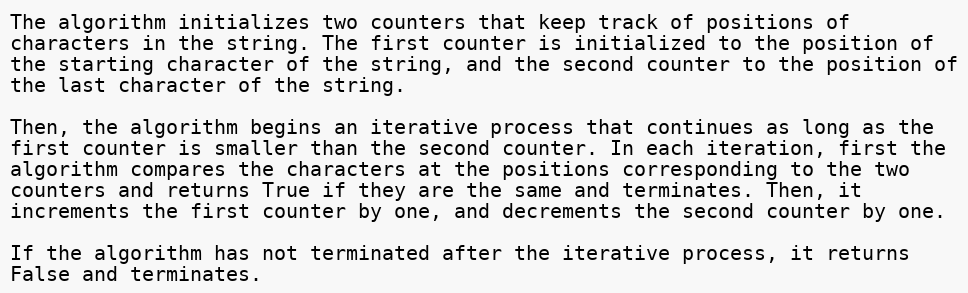 The algorithm initializes two counters that keep track of positions of
characters in the string. The first counter is initialized to the position of
the starting character of the string, and the second counter to the position of
the last character of the string.

Then, the algorithm begins an iterative process that continues as long as the
first counter is smaller than the second counter. In each iteration, first the
algorithm compares the characters at the positions corresponding to the two
counters and returns True if they are the same and terminates. Then, it
increments the first counter by one, and decrements the second counter by one.

If the algorithm has not terminated after the iterative process, it returns
False and terminates.